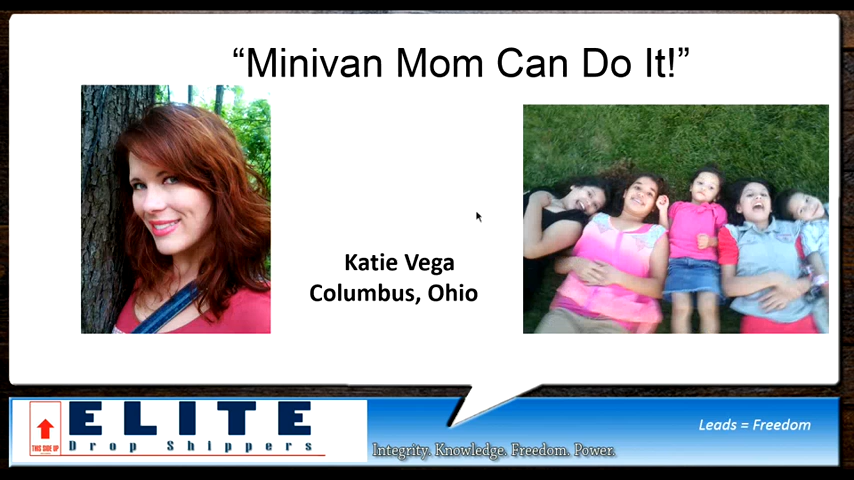 “Minivan Mom Can Do It!”
Katie Vega
Columbus, Ohio
ELITE
Drop Shippers
THIS SIDE UP
Integrity. Knowledge. Freedom. Power.
Leads = Freedom